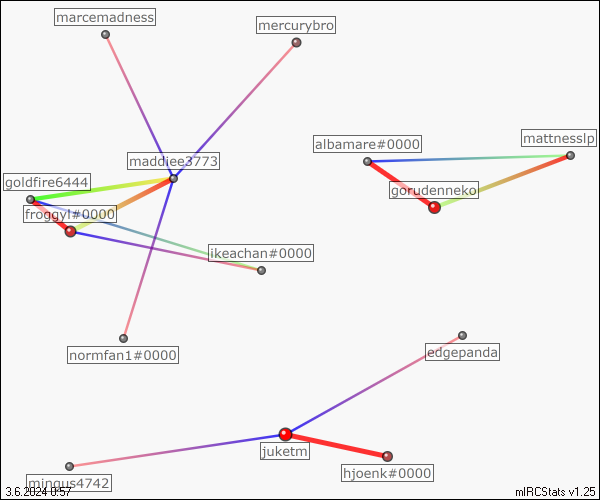 marcemadness
mercurybro
albamare#0000
mattnesslp
maddiee3773
goldfire6444
gorudenneko
froggy!#0000
ikeachan#0000
normfan1#0000
edgepanda
juketm
hjoenk#0000
mingus4742
3.6.2024 0:57
mIRCStats v1.25